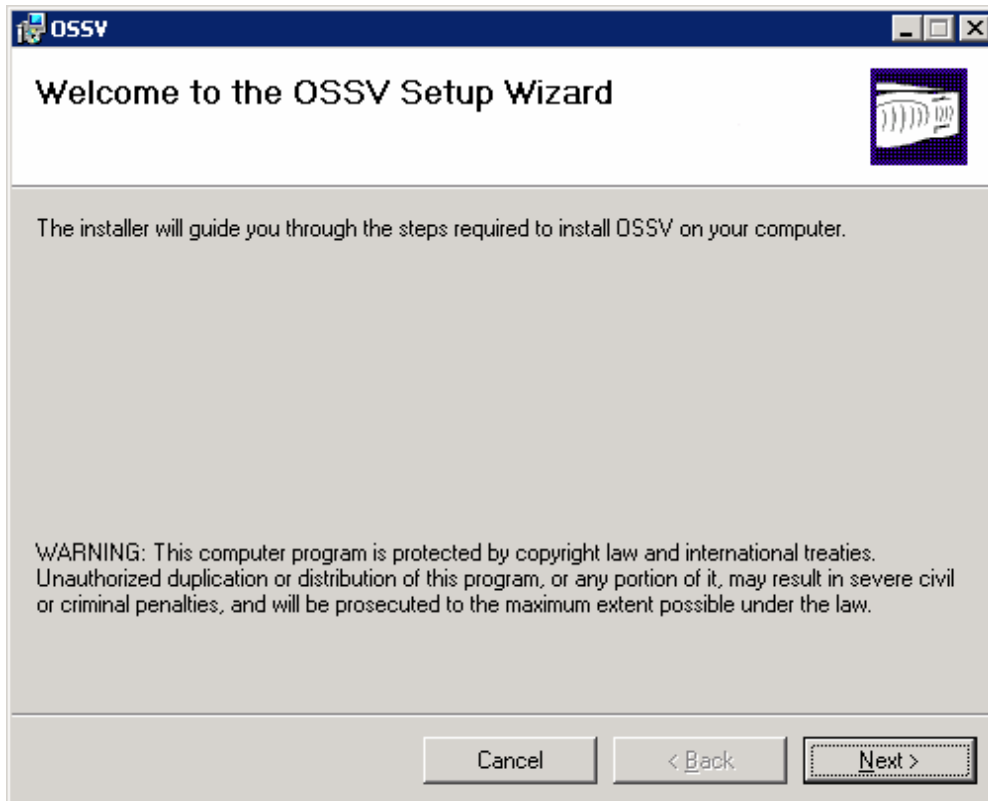 OSSV
Welcome to the OSSV Setup Wizard
The installer will guide you through the steps required to install OSSV on your computer.
WARNING: This computer program is protected by copyright law and international treaties.
Unauthorized duplication or distribution of this program, or any portion of it, may result in severe civil
or criminal penalties, and will be prosecuted to the maximum extent possible under the law.
Cancel < Back Next >